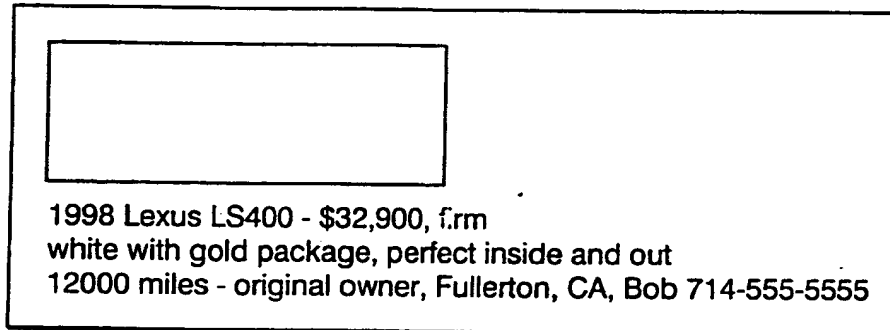 1998 Lexus LS400 - $32,900, firm
white with gold package, perfect inside and out
12000 miles - original owner, Fullerton, CA, Bob 714-555-5555